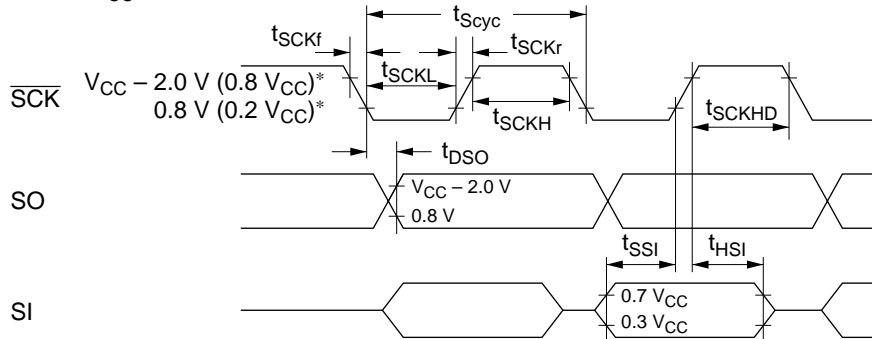 tScyc
tSCKf
tSCKr
tSCKL
SCK
VCC – 2.0 V (0.8 VCC)*
0.8 V (0.2 VCC)*
tSCKH
tSCKHD
tDSO
SO
VCC – 2.0 V
0.8 V
tSSI
tHSI
SI
0.7 VCC
0.3 VCC